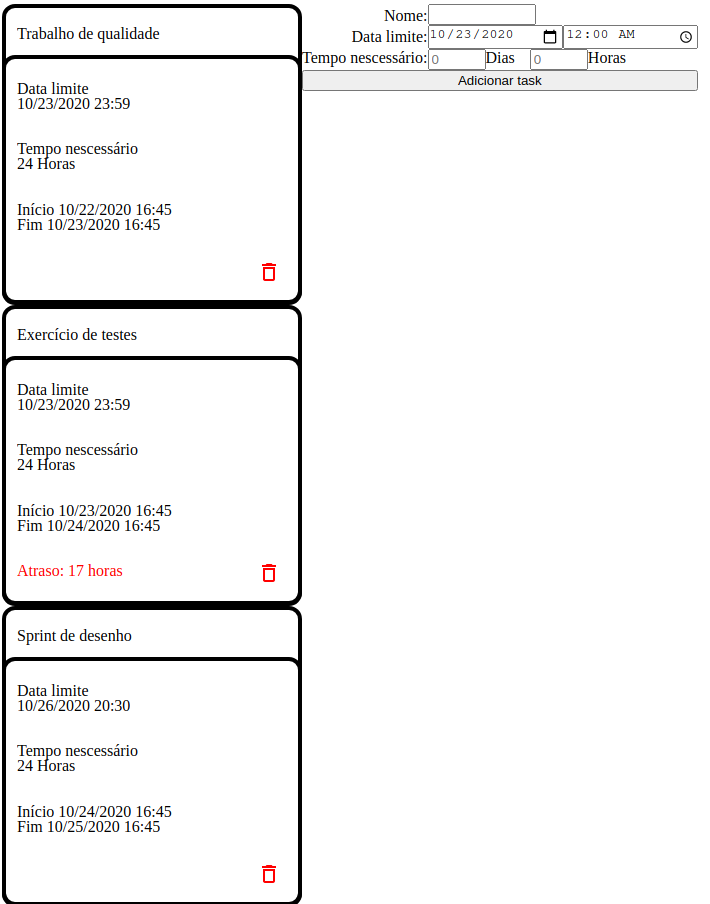 Trabalho de qualidade
Data limite
10/23/2020 23:59
Tempo nescessário
24 Horas
Início 10/22/2020 16:45
Fim 10/23/2020 16:45
Exercício de testes
Data limite
10/23/2020 23:59
Tempo nescessário
24 Horas
Início 10/23/2020 16:45
Fim 10/24/2020 16:45
Atraso: 17 horas
Sprint de desenho
Data limite
10/26/2020 20:30
Tempo nescessário
24 Horas
Início 10/24/2020 16:45
Fim 10/25/2020 16:45
Nome:
Data limite: 10/23/2020 12:00 AM
Tempo nescessário: 0 Dias 0 Horas
Adicionar task